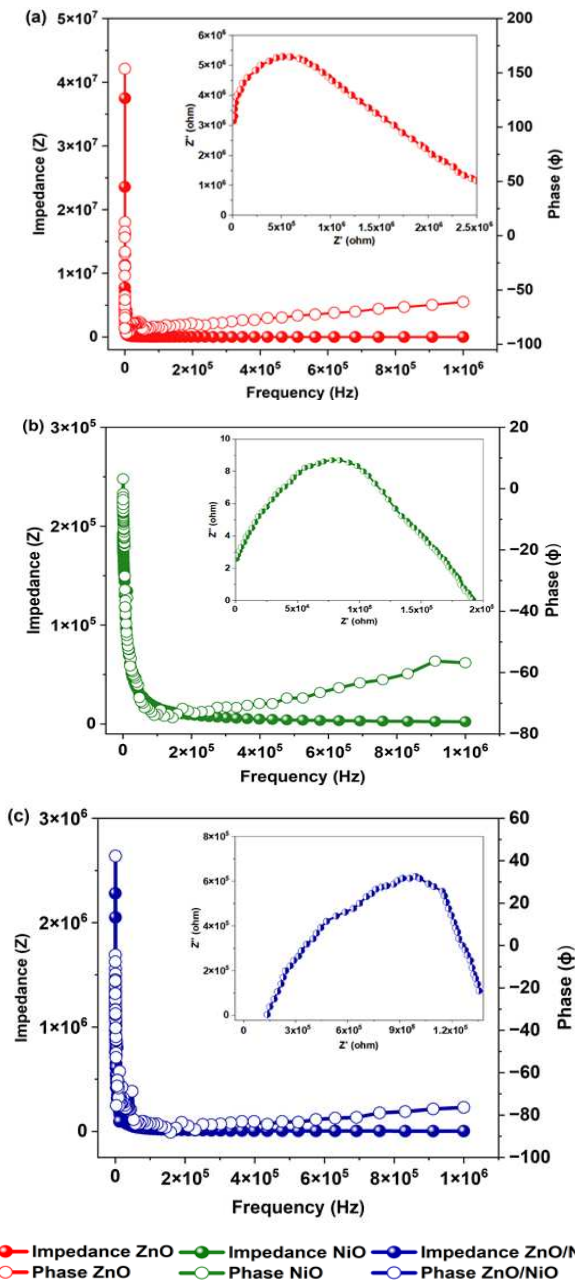 (a)
5×10⁷
4×10⁷
3×10⁷
2×10⁷
1×10⁷
0
Impedance (Z)
200
150
100
50
0
−50
−100
Phase (ϕ)
0 2×10⁵ 4×10⁵ 6×10⁵ 8×10⁵ 1×10⁶
Frequency (Hz)
6×10⁶
5×10⁶
4×10⁶
3×10⁶
2×10⁶
1×10⁶
0
Z'' (ohm)
0 5×10⁵ 1×10⁶ 2×10⁶ 2×10⁶ 2.5×10⁶
Z' (ohm)
(b)
3×10⁵
2×10⁵
1×10⁵
0
Impedance (Z)
20
0
−20
−40
−60
−80
Phase (ϕ)
0 2×10⁵ 4×10⁵ 6×10⁵ 8×10⁵ 1×10⁶
Frequency (Hz)
10
8
6
4
2
0
Z'' (ohm)
0 5×10⁴ 1×10⁵ 2×10⁵ 2×10⁵
Z' (ohm)
(c)
3×10⁶
2×10⁶
1×10⁶
0
Impedance (Z)
60
40
20
0
−20
−40
−60
−80
−100
Phase (ϕ)
0 2×10⁵ 4×10⁵ 6×10⁵ 8×10⁵ 1×10⁶
Frequency (Hz)
8×10⁵
6×10⁵
4×10⁵
2×10⁵
0
Z'' (ohm)
0 3×10⁵ 6×10⁵ 9×10⁵ 1.2×10⁶
Z' (ohm)
Impedance ZnO Impedance NiO Impedance ZnO/N
Phase ZnO Phase NiO Phase ZnO/NiO